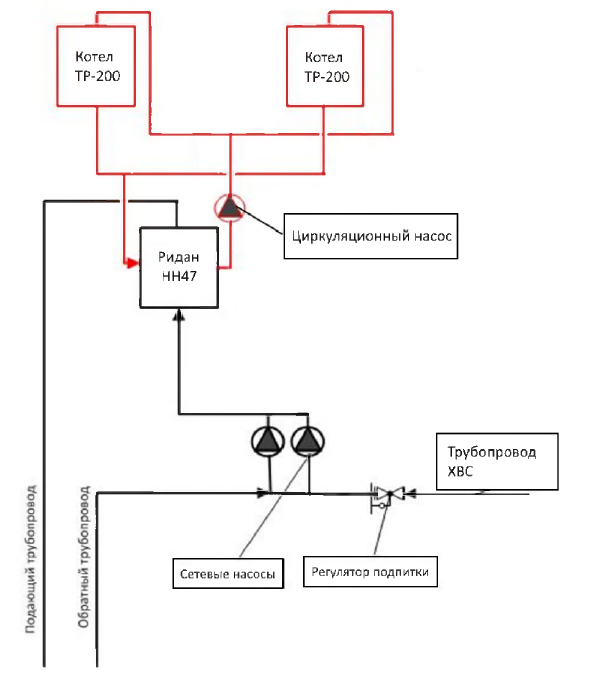 Котел
ТР-200
Котел
ТР-200
Циркуляционный насос
Ридан
НН47
Трубопровод
ХВС
Подающий трубопровод
Обратный трубопровод
Сетевые насосы
Регулятор подпитки